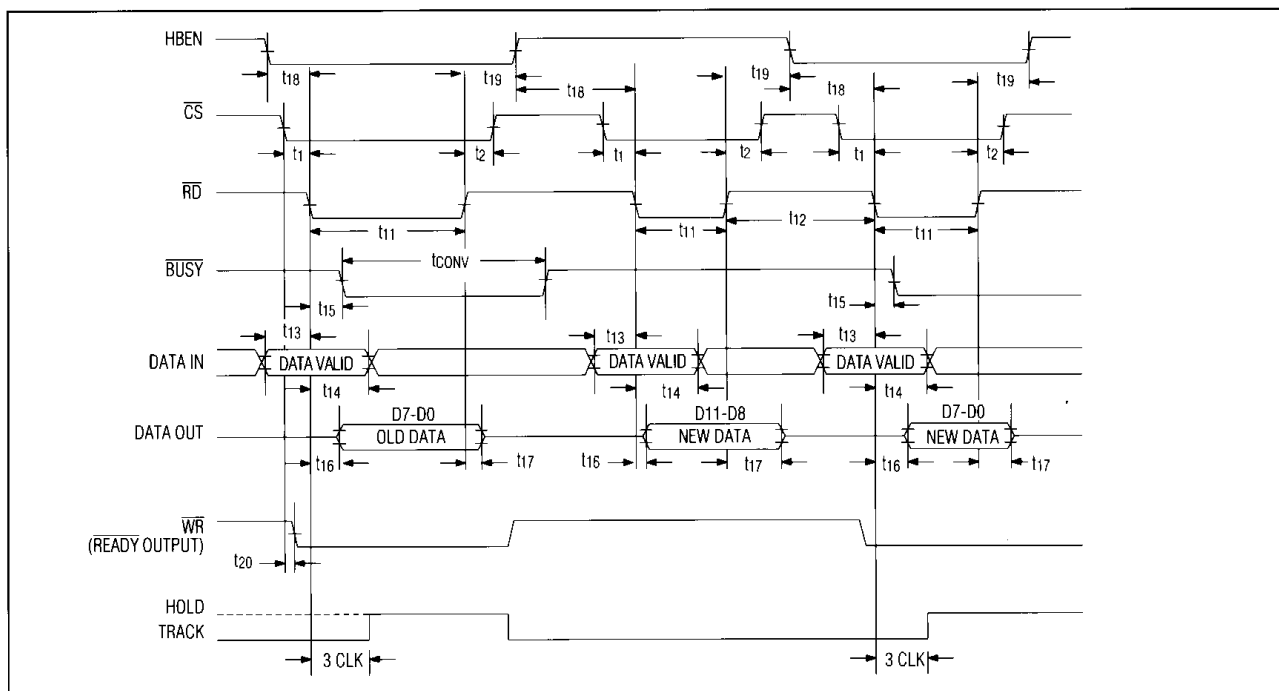 HBEN
t18 t19 t18 t19 t18 t19
CS
t1 t2 t1 t2 t1 t2
RD
t11 t11 t12 t11
BUSY
tCONV
t15 t15
t13 t13 t13
DATA IN
DATA VALID DATA VALID DATA VALID
t14 t14 t14
D7-D0 D11-D8 D7-D0
DATA OUT
OLD DATA NEW DATA NEW DATA
t16 t17 t16 t17 t16 t17
WR
(READY OUTPUT)
t20
HOLD
TRACK
3 CLK 3 CLK